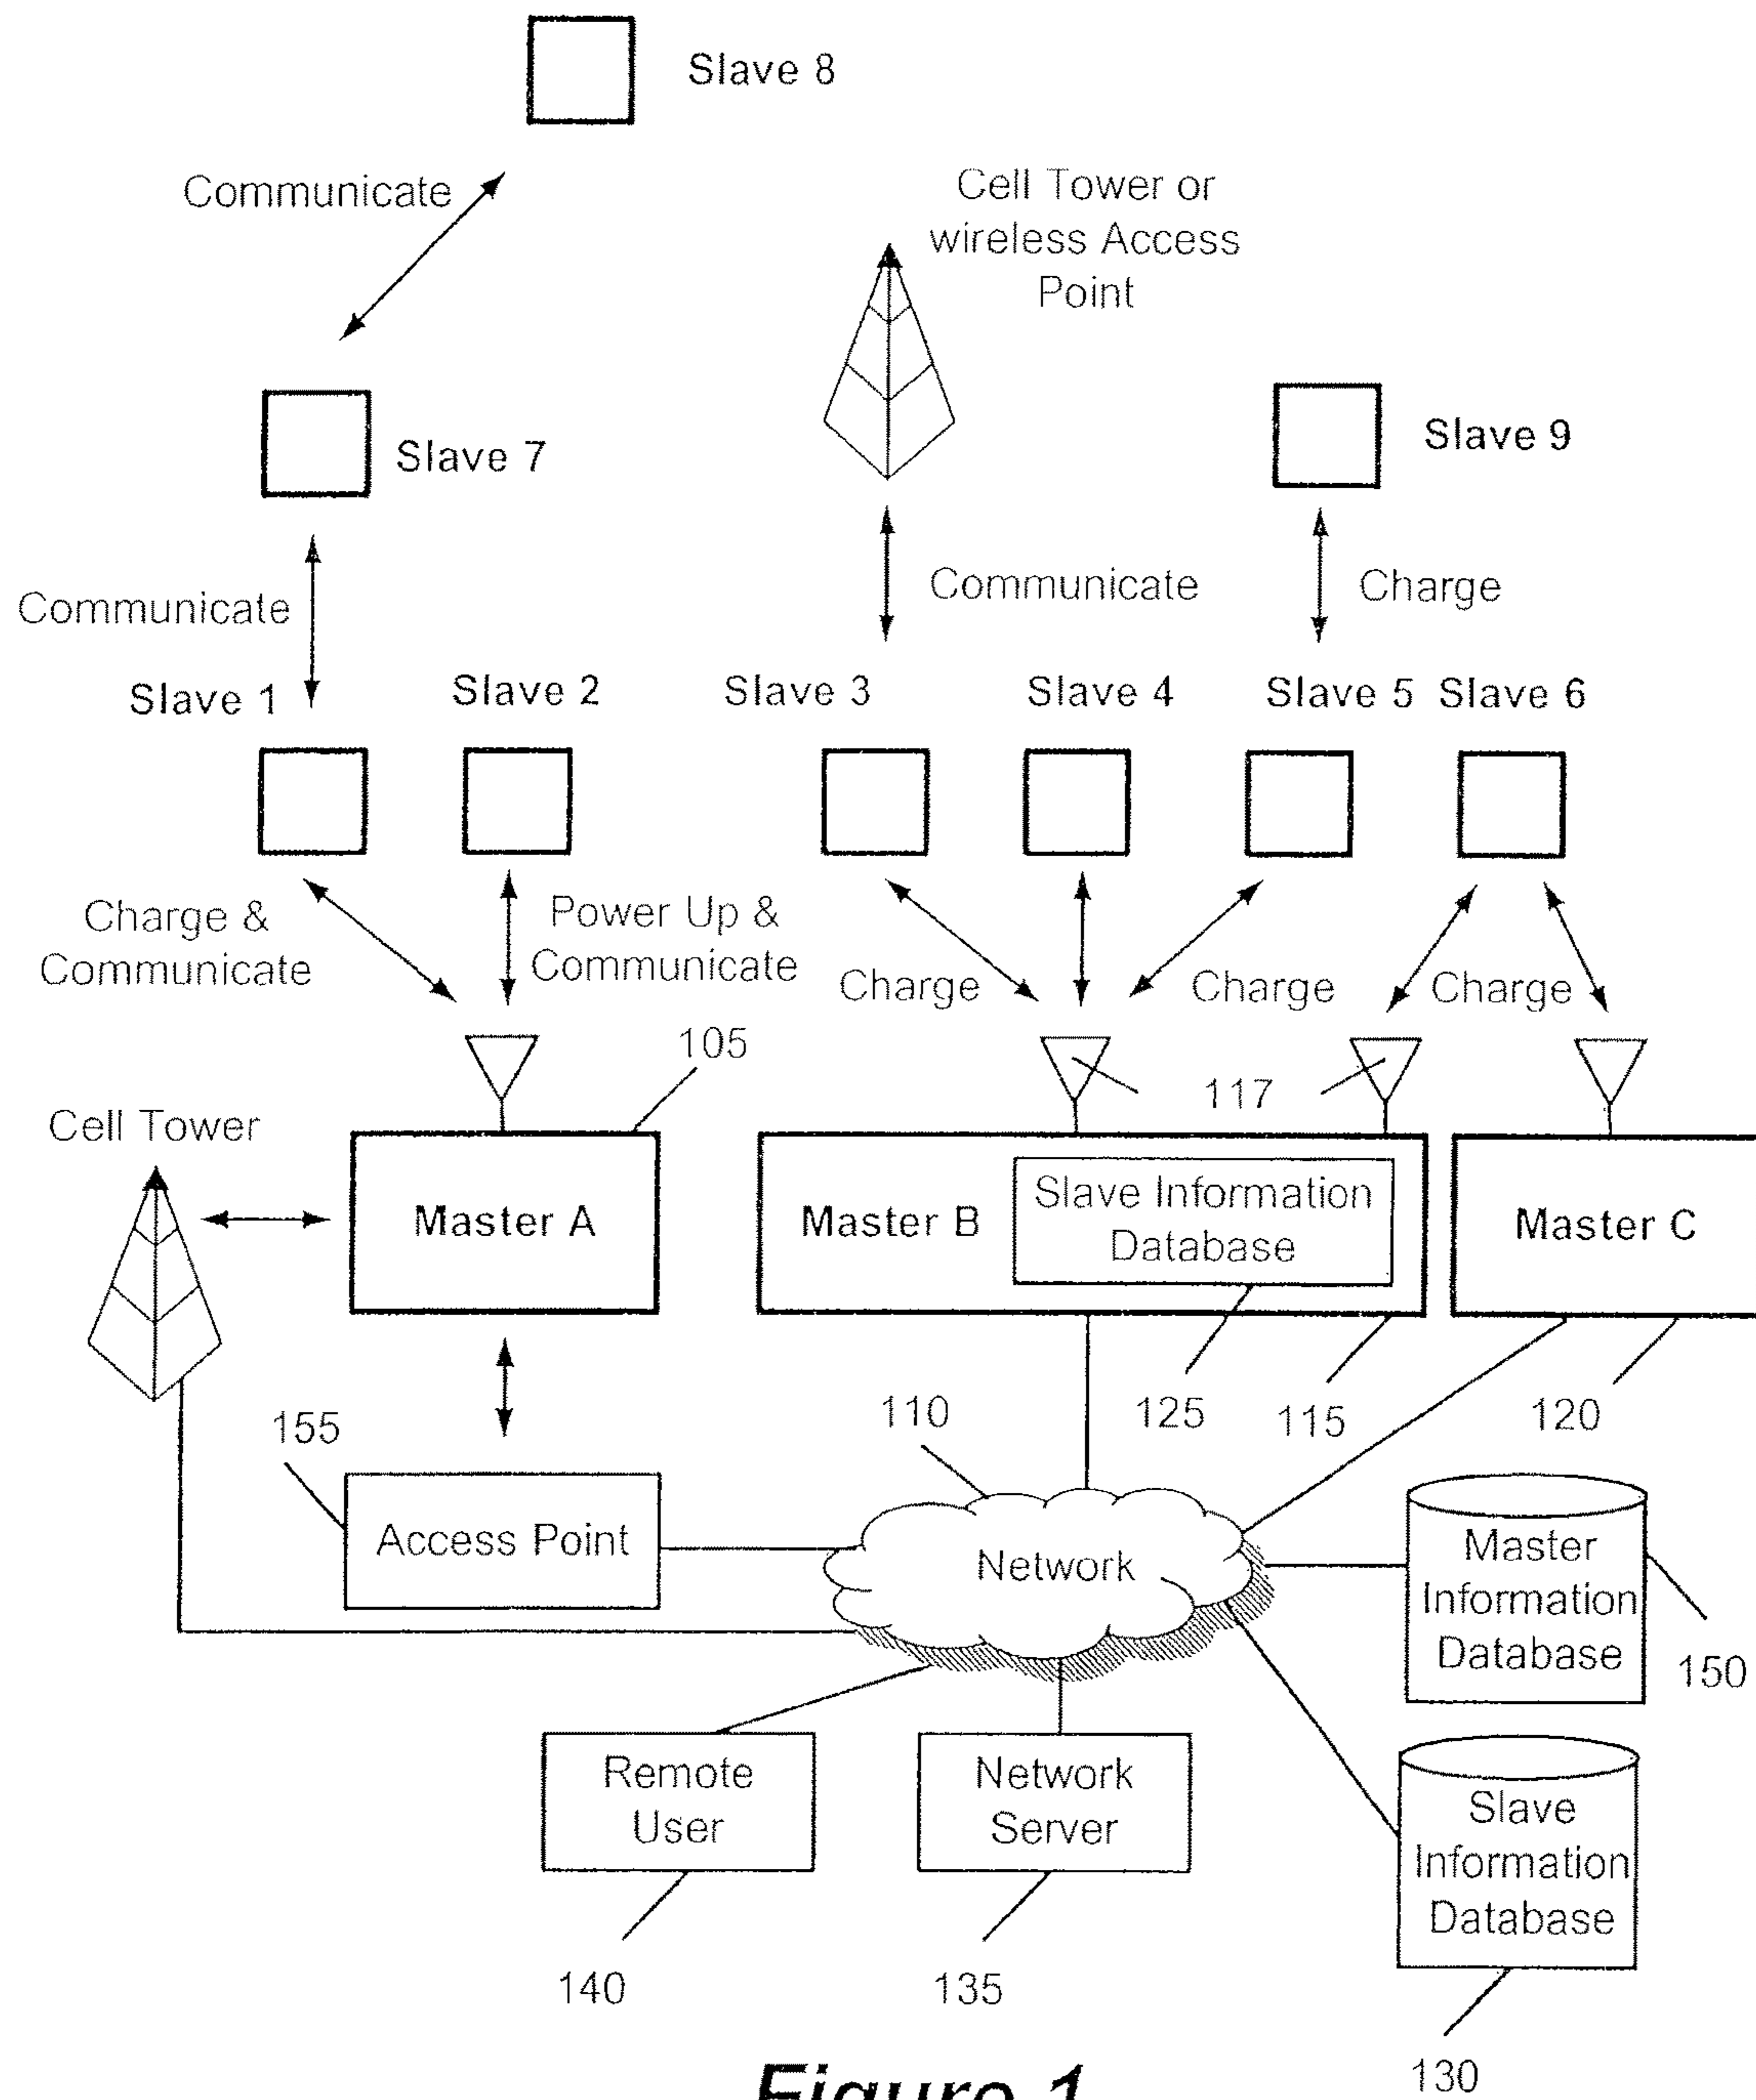 Slave 8
Communicate
Cell Tower or
wireless Access
Point
Slave 7
Slave 9
Communicate
Communicate
Charge
Slave 1
Slave 2
Slave 3
Slave 4
Slave 5
Slave 6
Charge &
Communicate
Power Up &
Communicate
Charge
Charge
Charge
105
117
Cell Tower
Master A
Master B
Slave Information
Database
Master C
155
110
125
115
120
Access Point
Network
Master
Information
Database
150
Remote
User
Network
Server
Slave
Information
Database
140
135
130
Figure 1